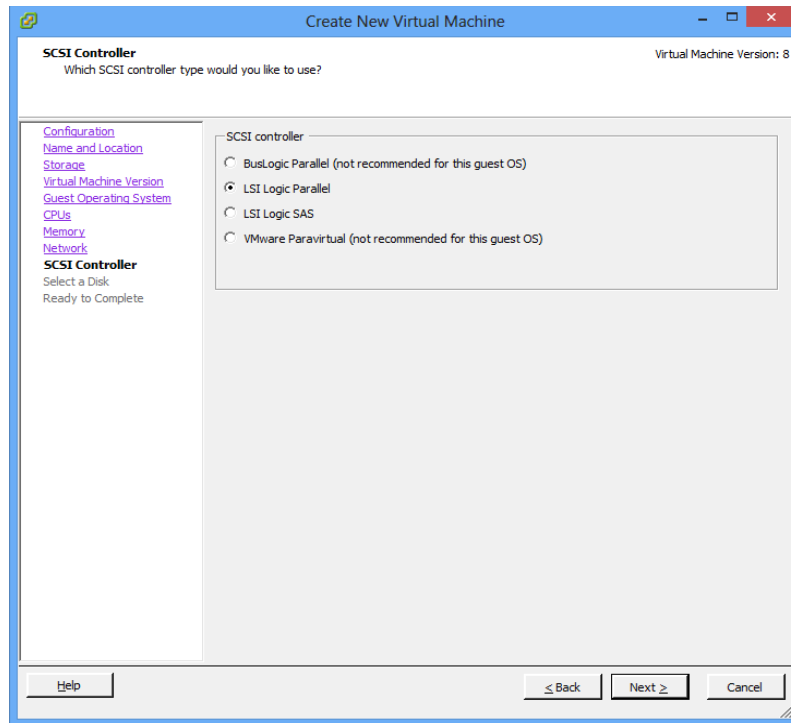 Create New Virtual Machine
SCSI Controller
Which SCSI controller type would you like to use?
Virtual Machine Version: 8
Configuration
Name and Location
Storage
Virtual Machine Version
Guest Operating System
CPUs
Memory
Network
SCSI Controller
Select a Disk
Ready to Complete
SCSI controller
BusLogic Parallel (not recommended for this guest OS)
LSI Logic Parallel
LSI Logic SAS
VMware Paravirtual (not recommended for this guest OS)
Help
< Back
Next >
Cancel